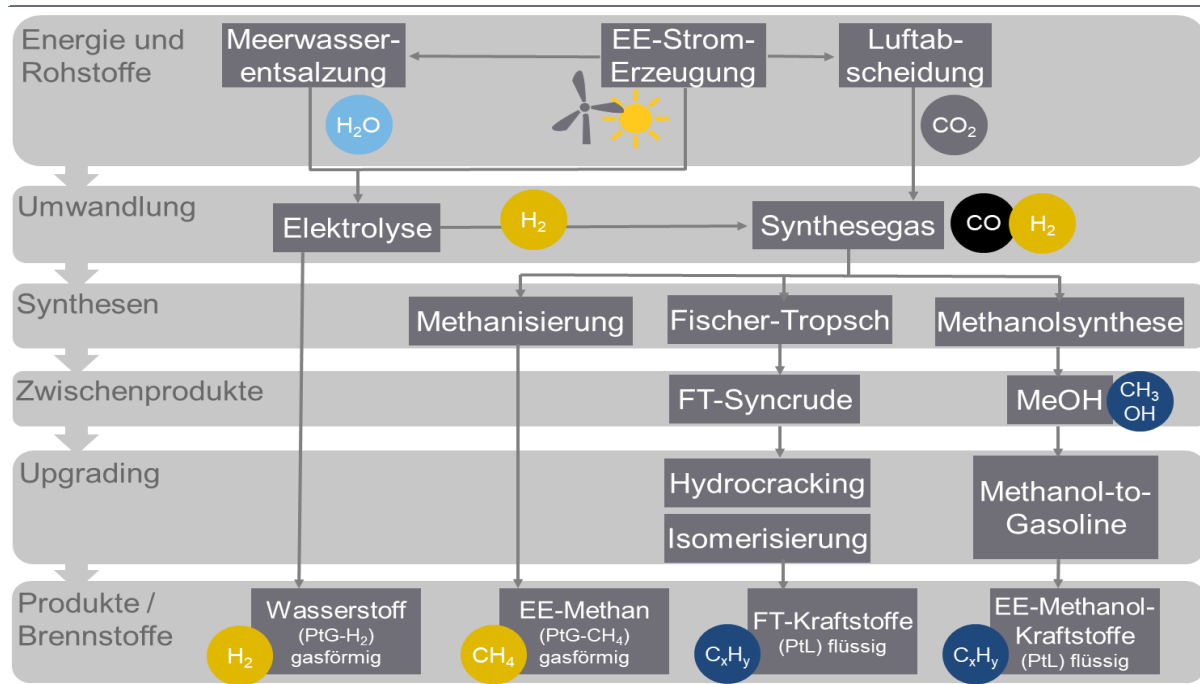 Energie und
Rohstoffe
Meerwasser-
entsalzung
EE-Strom-
Erzeugung
Luftab-
scheidung
H₂O
CO₂
Umwandlung
Elektrolyse
H₂
Synthesegas
CO
H₂
Synthesen
Methanisierung
Fischer-Tropsch
Methanolsynthese
Zwischenprodukte
FT-Syncrude
MeOH
CH₃
OH
Upgrading
Hydrocracking
Isomerisierung
Methanol-to-
Gasoline
Produkte /
Brennstoffe
Wasserstoff
(PtG-H₂)
gasförmig
H₂
EE-Methan
(PtG-CH₄)
gasförmig
CH₄
FT-Kraftstoffe
(PtL) flüssig
CₓHᵧ
EE-Methanol-
Kraftstoffe
(PtL) flüssig
CₓHᵧ